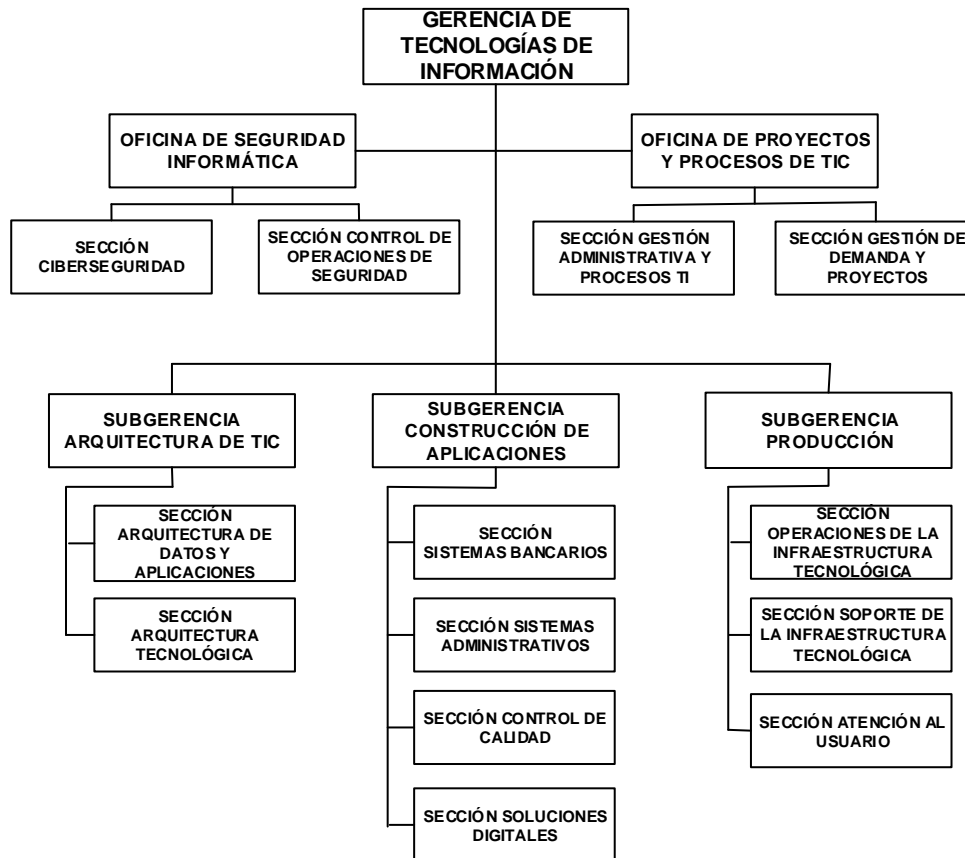 GERENCIA DE
TECNOLOGÍAS DE
INFORMACIÓN
OFICINA DE SEGURIDAD
INFORMÁTICA
OFICINA DE PROYECTOS
Y PROCESOS DE TIC
SECCIÓN
CIBERSEGURIDAD
SECCIÓN CONTROL DE
OPERACIONES DE
SEGURIDAD
SECCIÓN GESTIÓN
ADMINISTRATIVA Y
PROCESOS TI
SECCIÓN GESTIÓN DE
DEMANDA Y
PROYECTOS
SUBGERENCIA
ARQUITECTURA DE TIC
SUBGERENCIA
CONSTRUCCIÓN DE
APLICACIONES
SUBGERENCIA
PRODUCCIÓN
SECCIÓN
ARQUITECTURA DE
DATOS Y
APLICACIONES
SECCIÓN
ARQUITECTURA
TECNOLÓGICA
SECCIÓN
SISTEMAS BANCARIOS
SECCIÓN SISTEMAS
ADMINISTRATIVOS
SECCIÓN CONTROL DE
CALIDAD
SECCIÓN SOLUCIONES
DIGITALES
SECCIÓN
OPERACIONES DE LA
INFRAESTRUCTURA
TECNOLÓGICA
SECCIÓN SOPORTE DE
LA INFRAESTRUCTURA
TECNOLÓGICA
SECCIÓN ATENCIÓN AL
USUARIO